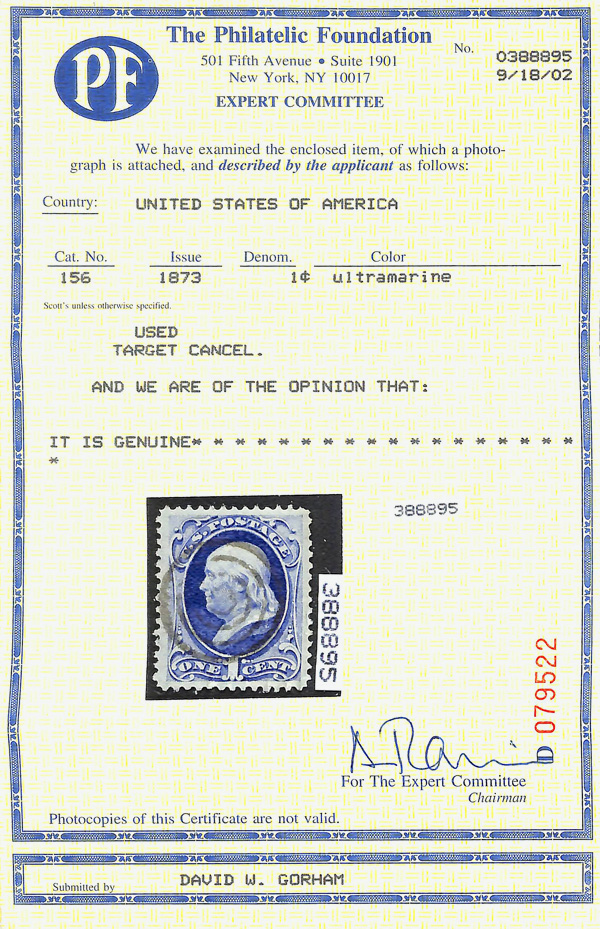 PF
The Philatelic Foundation
501 Fifth Avenue • Suite 1901
New York, NY 10017
EXPERT COMMITTEE
No.
0388895
9/18/02
We have examined the enclosed item, of which a photo-
graph is attached, and described by the applicant as follows:
Country: UNITED STATES OF AMERICA
Cat. No. Issue Denom. Color
156 1873 1¢ ultramarine
Scott's unless otherwise specified.
USED
TARGET CANCEL.
AND WE ARE OF THE OPINION THAT:
IT IS GENUINE* * * * * * * * * * * * * * * * * *
*
388895
U.S. POSTAGE
ONE 1 CENT
388895
D 079522
For The Expert Committee
Chairman
Photocopies of this Certificate are not valid.
Submitted by DAVID W. GORHAM